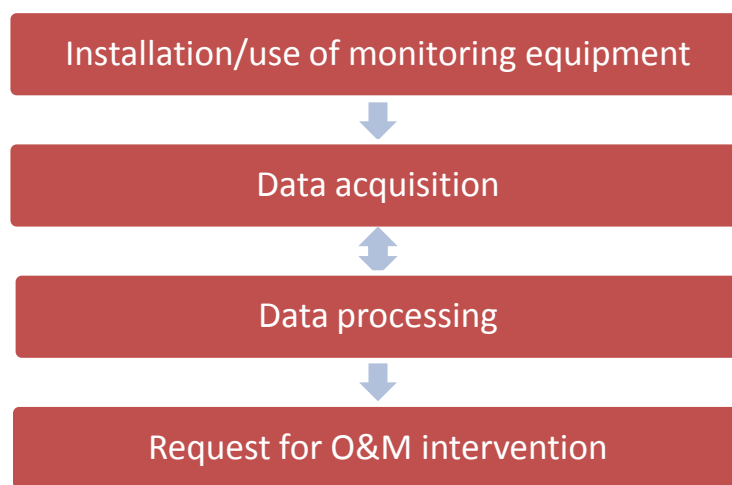 Installation/use of monitoring equipment
Data acquisition
Data processing
Request for O&M intervention